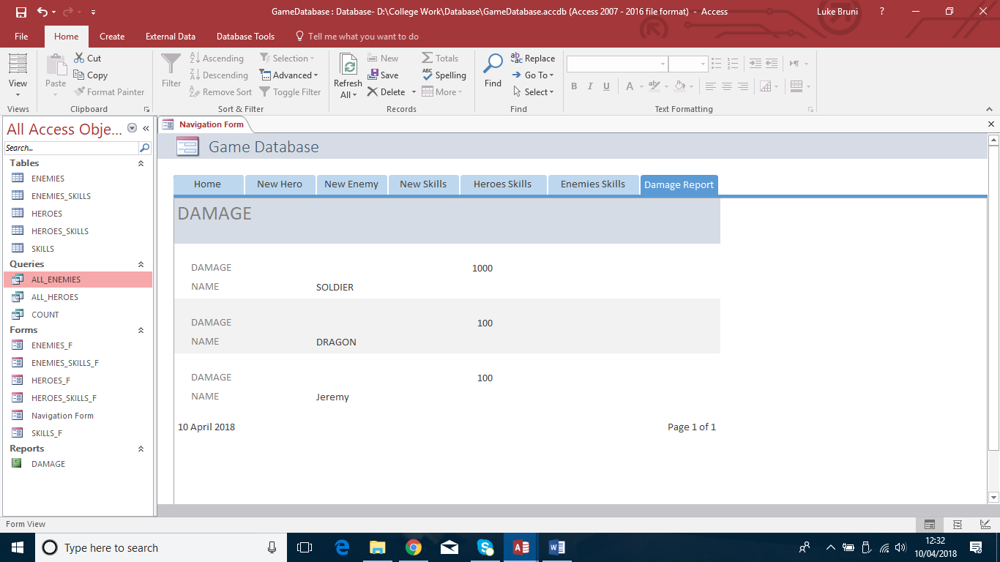 GameDatabase : Database- D:\College Work\Database\GameDatabase.accdb (Access 2007 - 2016 file format) - Access
Luke Bruni ?
File Home Create External Data Database Tools Tell me what you want to do
View
Views
Paste
Cut
Copy
Format Painter
Clipboard
Filter
Ascending
Descending
Remove Sort
Selection
Advanced
Toggle Filter
Sort & Filter
Refresh
All
New
Save
Delete
Totals
Spelling
More
Records
Find
Replace
Go To
Select
Find
B I U A
Text Formatting
All Access Obje...
Search...
Tables
ENEMIES
ENEMIES_SKILLS
HEROES
HEROES_SKILLS
SKILLS
Queries
ALL_ENEMIES
ALL_HEROES
COUNT
Forms
ENEMIES_F
ENEMIES_SKILLS_F
HEROES_F
HEROES_SKILLS_F
Navigation Form
SKILLS_F
Reports
DAMAGE
Navigation Form
Game Database
Home New Hero New Enemy New Skills Heroes Skills Enemies Skills Damage Report
DAMAGE
DAMAGE 1000
NAME SOLDIER
DAMAGE 100
NAME DRAGON
DAMAGE 100
NAME Jeremy
10 April 2018 Page 1 of 1
Form View
Type here to search
12:32
10/04/2018